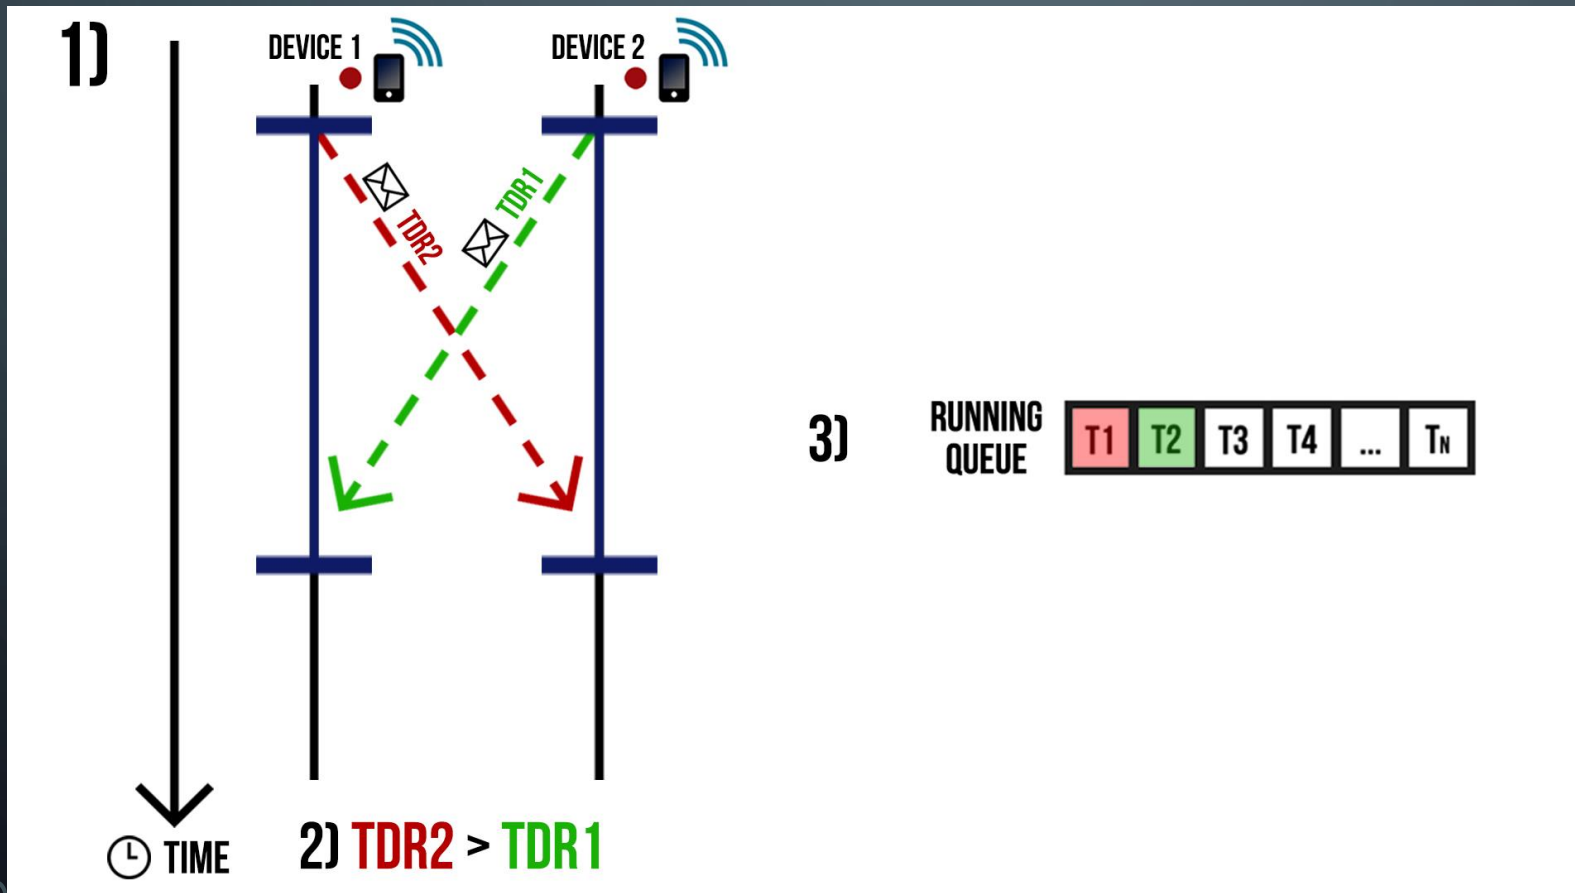 1)
DEVICE 1
DEVICE 2
TDR2
TDR1
3)
RUNNING
QUEUE
T1 T2 T3 T4 ... TN
TIME
2) TDR2 > TDR1